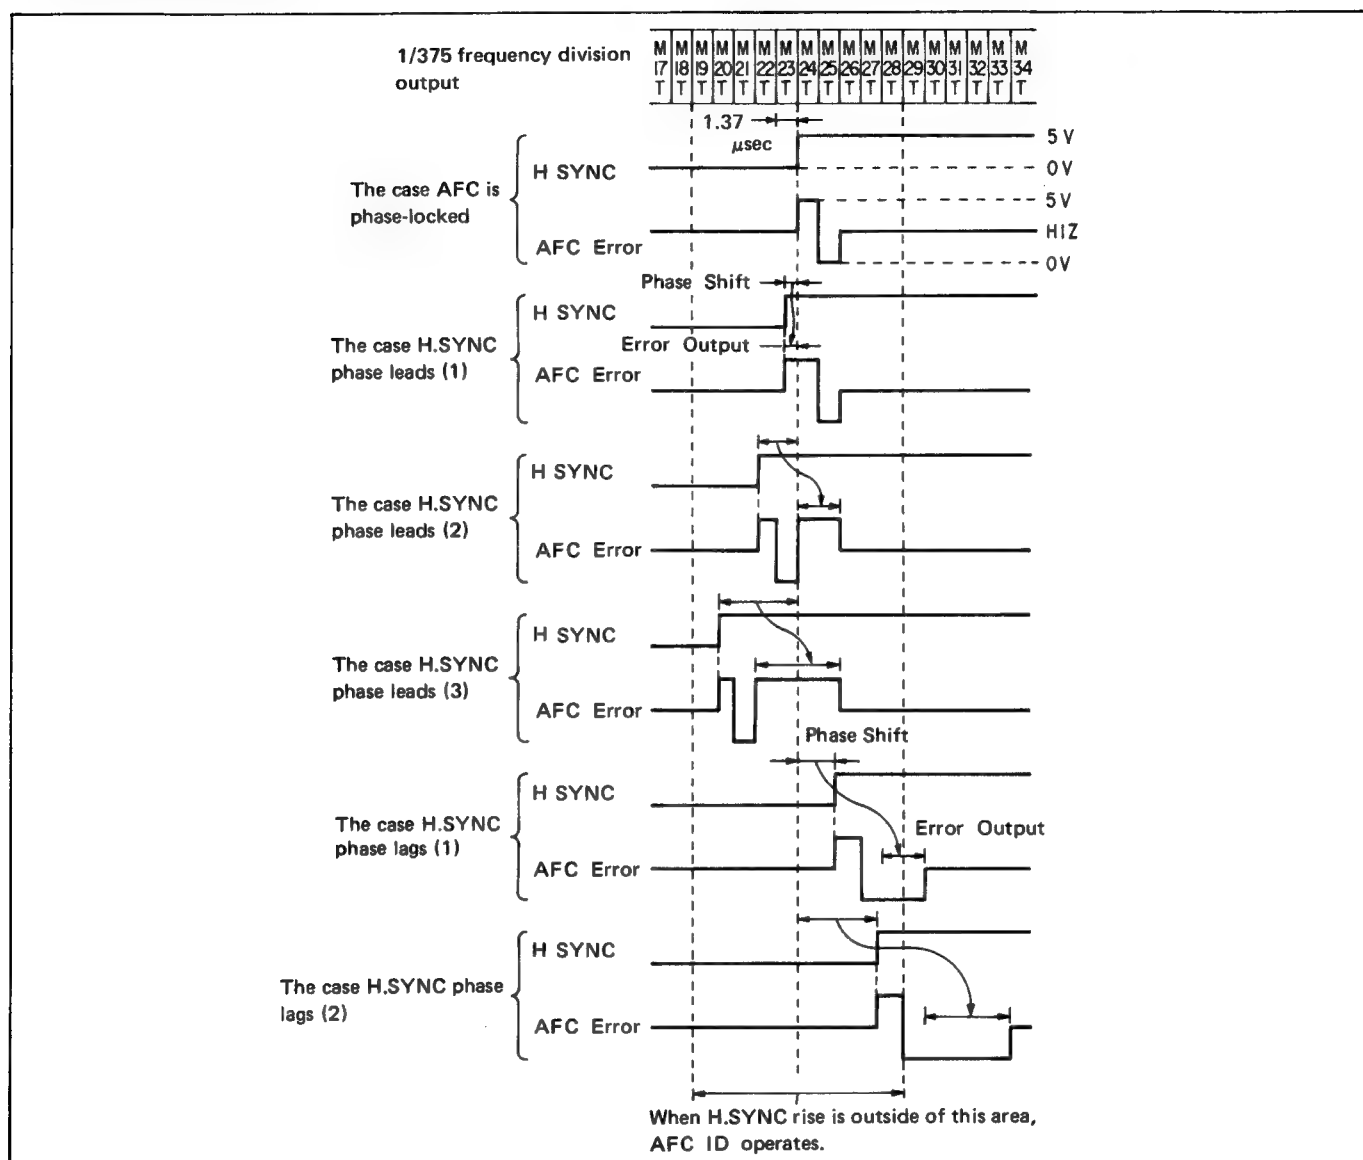 1/375 frequency division
output
M M M M M M M M M M M M M M M M M M
17 18 19 20 21 22 23 24 25 26 27 28 29 30 31 32 33 34
T T T T T T T T T T T T T T T T T T
1.37
μsec
5V
H SYNC
0V
The case AFC is
phase-locked
5V
HIZ
AFC Error
0V
Phase Shift
H SYNC
The case H.SYNC
phase leads (1)
Error Output
AFC Error
H SYNC
The case H.SYNC
phase leads (2)
AFC Error
H SYNC
The case H.SYNC
phase leads (3)
AFC Error
Phase Shift
H SYNC
The case H.SYNC
phase lags (1)
Error Output
AFC Error
H SYNC
The case H.SYNC phase
lags (2)
AFC Error
When H.SYNC rise is outside of this area,
AFC ID operates.